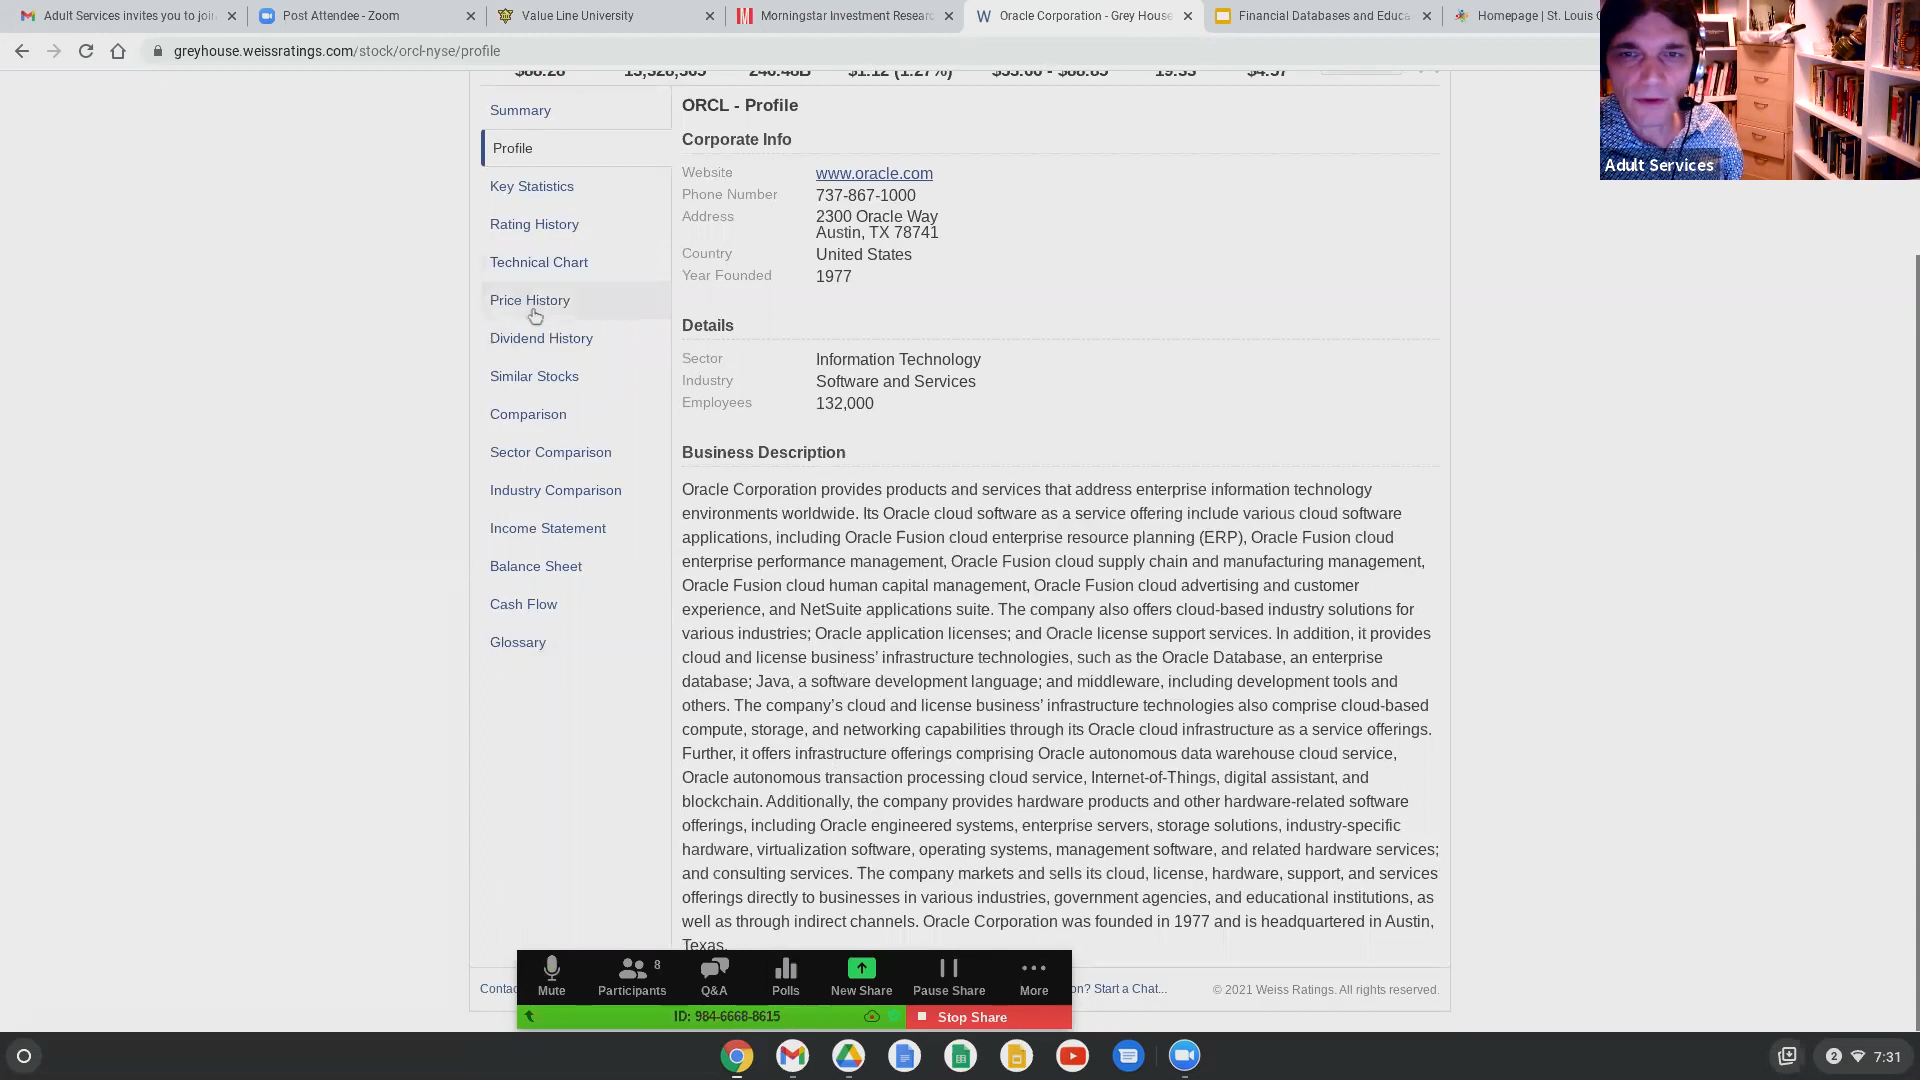 Adult Services invites you to joi
Post Attendee - Zoom
Value Line University
Morningstar Investment Researc
Oracle Corporation - Grey House
Financial Databases and Educa
Homepage | St. Louis C
greyhouse.weissratings.com/stock/orcl-nyse/profile
Adult Services
$88.28 13,328,365 246.48B $1.12 (1.27%) 19.33 $4.57
Summary
Profile
Key Statistics
Rating History
Technical Chart
Price History
Dividend History
Similar Stocks
Comparison
Sector Comparison
Industry Comparison
Income Statement
Balance Sheet
Cash Flow
Glossary
ORCL - Profile
Corporate Info
Website www.oracle.com
Phone Number 737-867-1000
Address 2300 Oracle Way
Austin, TX 78741
Country United States
Year Founded 1977
Details
Sector Information Technology
Industry Software and Services
Employees 132,000
Business Description
Oracle Corporation provides products and services that address enterprise information technology
environments worldwide. Its Oracle cloud software as a service offering include various cloud software
applications, including Oracle Fusion cloud enterprise resource planning (ERP), Oracle Fusion cloud
enterprise performance management, Oracle Fusion cloud supply chain and manufacturing management,
Oracle Fusion cloud human capital management, Oracle Fusion cloud advertising and customer
experience, and NetSuite applications suite. The company also offers cloud-based industry solutions for
various industries; Oracle application licenses; and Oracle license support services. In addition, it provides
cloud and license business’ infrastructure technologies, such as the Oracle Database, an enterprise
database; Java, a software development language; and middleware, including development tools and
others. The company’s cloud and license business’ infrastructure technologies also comprise cloud-based
compute, storage, and networking capabilities through its Oracle cloud infrastructure as a service offerings.
Further, it offers infrastructure offerings comprising Oracle autonomous data warehouse cloud service,
Oracle autonomous transaction processing cloud service, Internet-of-Things, digital assistant, and
blockchain. Additionally, the company provides hardware products and other hardware-related software
offerings, including Oracle engineered systems, enterprise servers, storage solutions, industry-specific
hardware, virtualization software, operating systems, management software, and related hardware services;
and consulting services. The company markets and sells its cloud, license, hardware, support, and services
offerings directly to businesses in various industries, government agencies, and educational institutions, as
well as through indirect channels. Oracle Corporation was founded in 1977 and is headquartered in Austin,
Texas.
Contac
on? Start a Chat...
© 2021 Weiss Ratings. All rights reserved.
8
Mute Participants Q&A Polls New Share Pause Share More
ID: 984-6668-8615 Stop Share
2 7:31